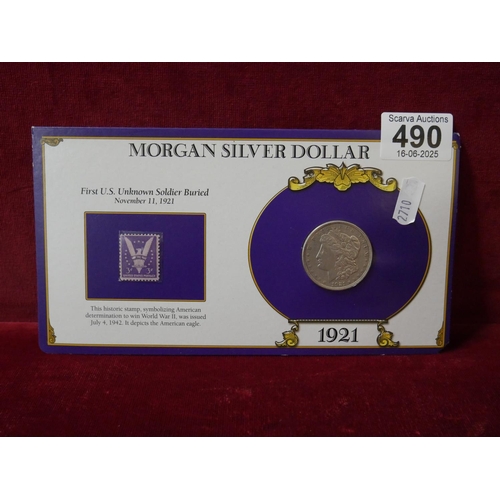 Scarva Auctions
490
16-06-2025
MORGAN SILVER DOLLAR
2710
First U.S. Unknown Soldier Buried
November 11, 1921
This historic stamp, symbolizing American
determination to win World War II, was issued
July 4, 1942. It depicts the American eagle.
1921